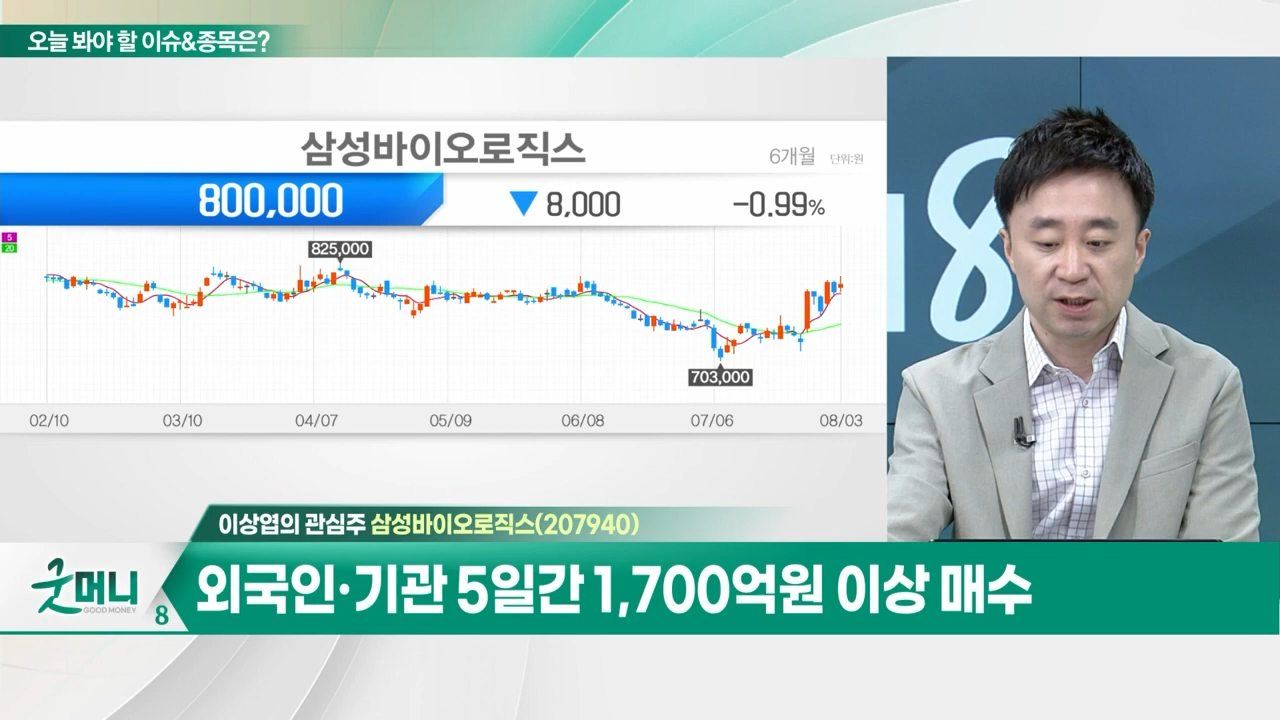 오늘 봐야 할 이슈&종목은?
삼성바이오로직스
6개월 단위:원
800,000 ▼8,000 -0.99%
5
20
825,000
703,000
02/10 03/10 04/07 05/09 06/08 07/06 08/03
8
이상엽의 관심주 삼성바이오로직스(207940)
굿머니
GOOD MONEY
8
외국인·기관 5일간 1,700억원 이상 매수